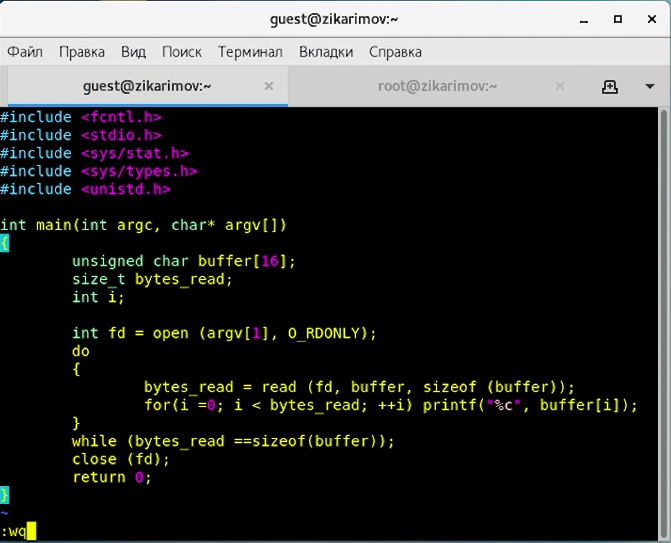 guest@zikarimov:~
Файл Правка Вид Поиск Терминал Вкладки Справка
guest@zikarimov:~ × root@zikarimov:~ ×
#include <fcntl.h>
#include <stdio.h>
#include <sys/stat.h>
#include <sys/types.h>
#include <unistd.h>
int main(int argc, char* argv[])
{
        unsigned char buffer[16];
        size_t bytes_read;
        int i;
        int fd = open (argv[1], O_RDONLY);
        do
        {
                bytes_read = read (fd, buffer, sizeof (buffer));
                for(i =0; i < bytes_read; ++i) printf("%c", buffer[i]);
        }
        while (bytes_read ==sizeof(buffer));
        close (fd);
        return 0;
}
~
:wq